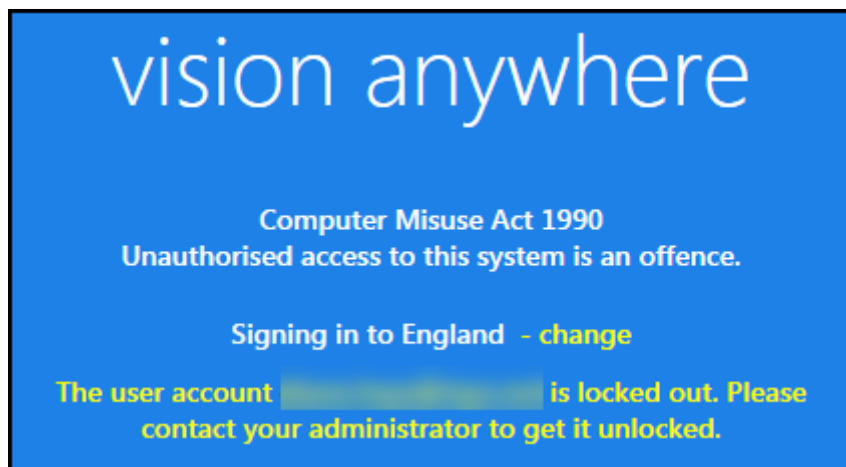 vision anywhere
Computer Misuse Act 1990
Unauthorised access to this system is an offence.
Signing in to England - change
The user account is locked out. Please
contact your administrator to get it unlocked.